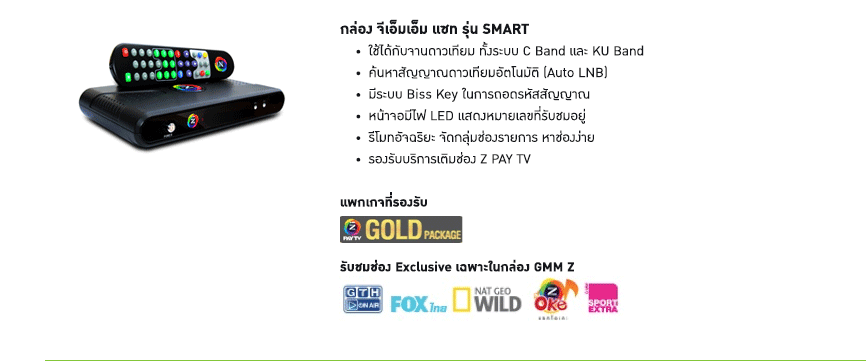 กล่อง จีเอ็มเอ็ม แซท รุ่น SMART
• ใช้ได้กับจานดาวเทียม ทั้งระบบ C Band และ KU Band
• ค้นหาสัญญาณดาวเทียมอัตโนมัติ (Auto LNB)
• มีระบบ Biss Key ในการถอดรหัสสัญญาณ
• หน้าจอมีไฟ LED แสดงหมายเลขที่รับชมอยู่
• รีโมทอัจฉริยะ จัดกลุ่มช่องรายการ หาช่องง่าย
• รองรับบริการเติมช่อง Z PAY TV
แพกเกจที่รองรับ
Z PAY TV GOLD PACKAGE
รับชมช่อง Exclusive เฉพาะในกล่อง GMM Z
GTH ON AIR
FOX ไทย
NAT GEO WILD
Z Oke
SPORT EXTRA